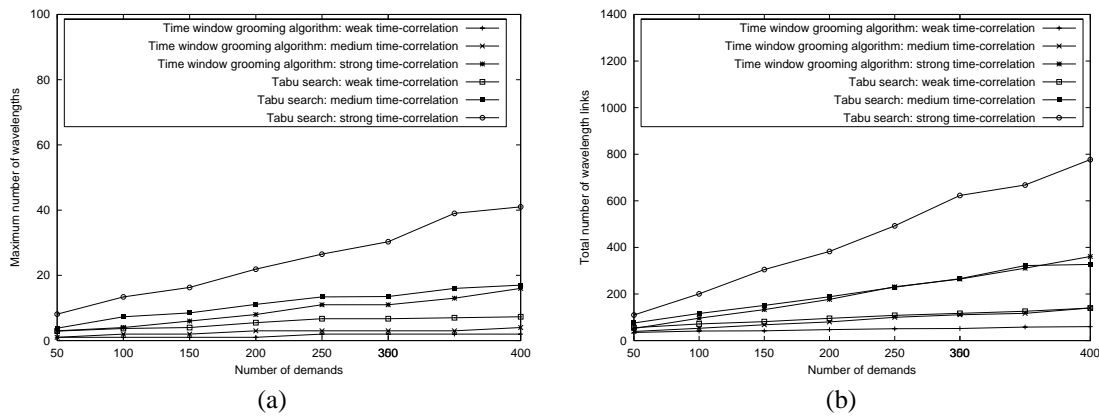 100
80
60
40
20
0
Maximum number of wavelengths
Time window grooming algorithm: weak time-correlation
Time window grooming algorithm: medium time-correlation
Time window grooming algorithm: strong time-correlation
Tabu search: weak time-correlation
Tabu search: medium time-correlation
Tabu search: strong time-correlation
50 100 150 200 250 400
Number of demands
(a)
1400
1200
1000
800
600
400
200
0
Total number of wavelength links
Time window grooming algorithm: weak time-correlation
Time window grooming algorithm: medium time-correlation
Time window grooming algorithm: strong time-correlation
Tabu search: weak time-correlation
Tabu search: medium time-correlation
Tabu search: strong time-correlation
50 100 150 200 250 400
Number of demands
(b)